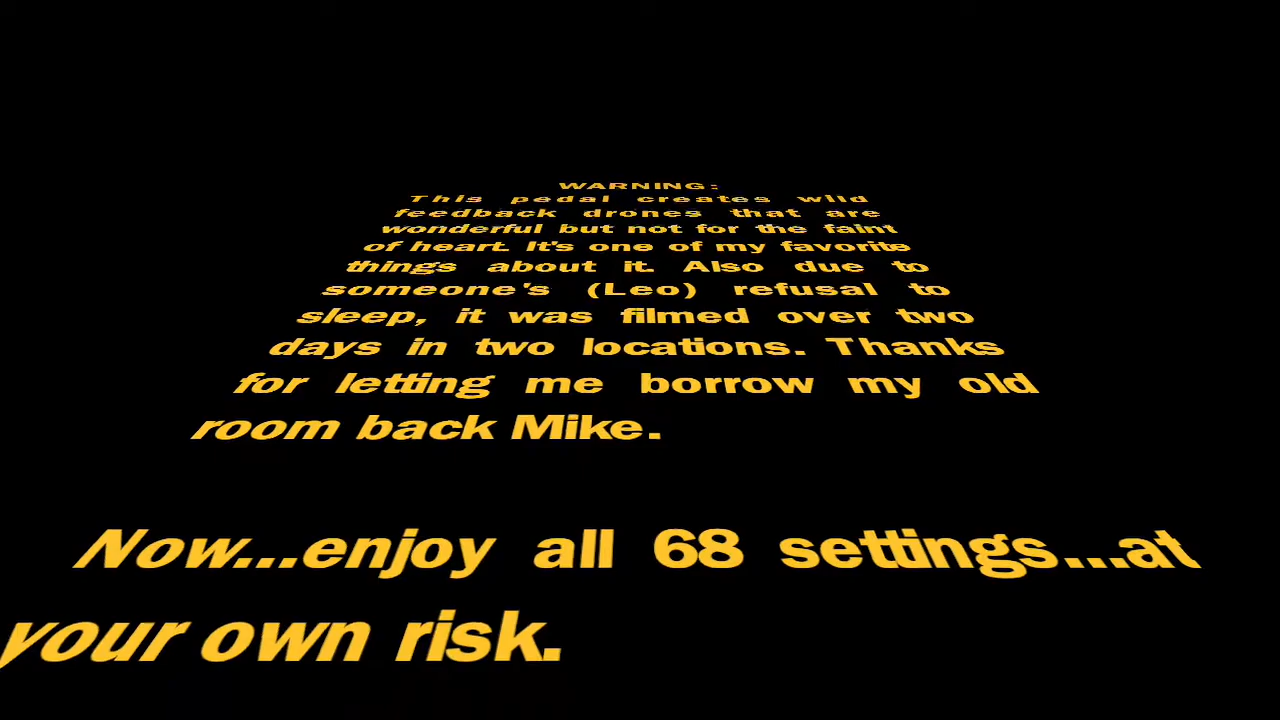 WARNING:
This pedal creates wild
feedback drones that are
wonderful but not for the faint
of heart. It's one of my favorite
things about it. Also due to
someone's (Leo) refusal to
sleep, it was filmed over two
days in two locations. Thanks
for letting me borrow my old
room back Mike.
Now...enjoy all 68 settings...at
your own risk.